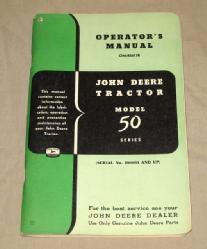 OPERATOR'S
MANUAL
JOHN DEERE
TRACTOR
MODEL
50
SERIES
This manual
contains correct
information
about the lubri-
cation, operation
and preventive
maintenance of
your John Deere
Tractor.
(SERIAL No. AND UP)
For the best service see your
JOHN DEERE DEALER
Use Only Genuine John Deere Parts